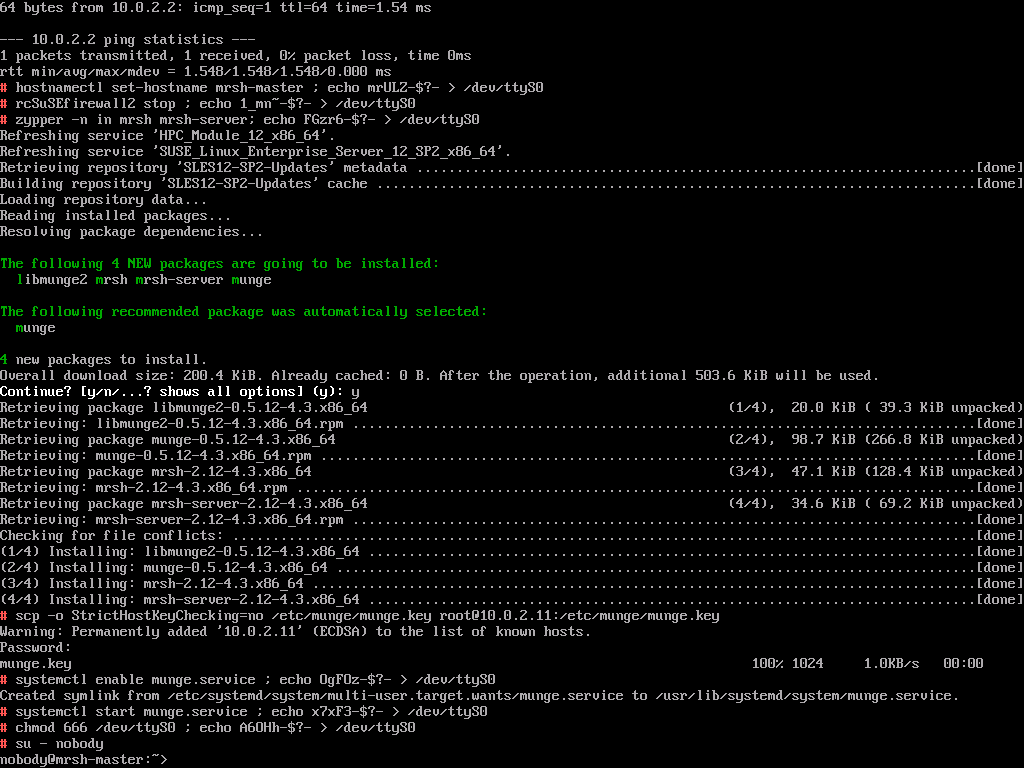 64 bytes from 10.0.2.2: icmp_seq=1 ttl=64 time=1.54 ms
--- 10.0.2.2 ping statistics ---
1 packets transmitted, 1 received, 0% packet loss, time 0ms
rtt min/avg/max/mdev = 1.548/1.548/1.548/0.000 ms
# hostnamectl set-hostname mrsh-master ; echo mrULZ-$?- > /dev/ttyS0
# rcSuSEfirewall2 stop ; echo 1_mn~-$?- > /dev/ttyS0
# zypper -n in mrsh mrsh-server; echo FGzr6-$?- > /dev/ttyS0
Refreshing service 'HPC_Module_12_x86_64'.
Refreshing service 'SUSE_Linux_Enterprise_Server_12_SP2_x86_64'.
Retrieving repository 'SLES12-SP2-Updates' metadata ......................................................................[done]
Building repository 'SLES12-SP2-Updates' cache ...........................................................................[done]
Loading repository data...
Reading installed packages...
Resolving package dependencies...
The following 4 NEW packages are going to be installed:
  libmunge2 mrsh mrsh-server munge
The following recommended package was automatically selected:
  munge
4 new packages to install.
Overall download size: 200.4 KiB. Already cached: 0 B. After the operation, additional 503.6 KiB will be used.
Continue? [y/n/...? shows all options] (y): y
Retrieving package libmunge2-0.5.12-4.3.x86_64                                             (1/4),  20.0 KiB ( 39.3 KiB unpacked)
Retrieving: libmunge2-0.5.12-4.3.x86_64.rpm ..............................................................................[done]
Retrieving package munge-0.5.12-4.3.x86_64                                                 (2/4),  98.7 KiB (266.8 KiB unpacked)
Retrieving: munge-0.5.12-4.3.x86_64.rpm ..................................................................................[done]
Retrieving package mrsh-2.12-4.3.x86_64                                                    (3/4),  47.1 KiB (128.4 KiB unpacked)
Retrieving: mrsh-2.12-4.3.x86_64.rpm .....................................................................................[done]
Retrieving package mrsh-server-2.12-4.3.x86_64                                             (4/4),  34.6 KiB ( 69.2 KiB unpacked)
Retrieving: mrsh-server-2.12-4.3.x86_64.rpm ..............................................................................[done]
Checking for file conflicts: .............................................................................................[done]
(1/4) Installing: libmunge2-0.5.12-4.3.x86_64 ............................................................................[done]
(2/4) Installing: munge-0.5.12-4.3.x86_64 ................................................................................[done]
(3/4) Installing: mrsh-2.12-4.3.x86_64 ...................................................................................[done]
(4/4) Installing: mrsh-server-2.12-4.3.x86_64 ............................................................................[done]
# scp -o StrictHostKeyChecking=no /etc/munge/munge.key root@10.0.2.11:/etc/munge/munge.key
Warning: Permanently added '10.0.2.11' (ECDSA) to the list of known hosts.
Password:
munge.key                                                                                     100% 1024     1.0KB/s   00:00
# systemctl enable munge.service ; echo OgFOz-$?- > /dev/ttyS0
Created symlink from /etc/systemd/system/multi-user.target.wants/munge.service to /usr/lib/systemd/system/munge.service.
# systemctl start munge.service ; echo x7xF3-$?- > /dev/ttyS0
# chmod 666 /dev/ttyS0 ; echo A6OHh-$?- > /dev/ttyS0
# su - nobody
nobody@mrsh-master:~>